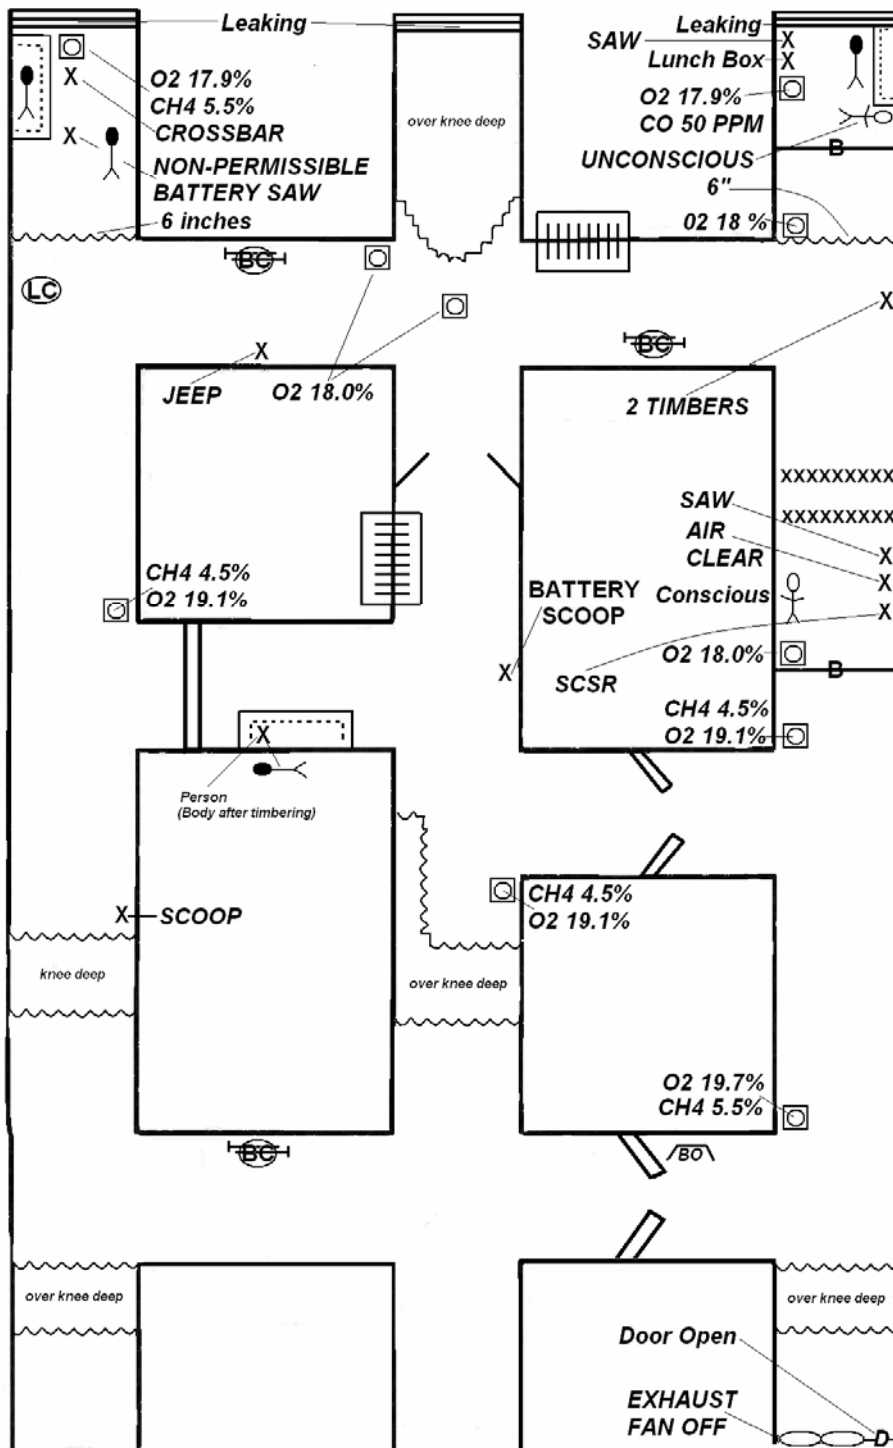 Leaking
Leaking
SAW
X
Lunch Box
X
O2 17.9%
CH4 5.5%
X
CROSSBAR
X
NON-PERMISSIBLE
BATTERY SAW
6 inches
over knee deep
O2 17.9%
CO 50 PPM
B
UNCONSCIOUS
6"
02 18 %
BC
LC
X
BC
X
JEEP
O2 18.0%
2 TIMBERS
XXXXXXXXX
SAW
XXXXXXXXX
AIR
X
CLEAR
X
CH4 4.5%
O2 19.1%
BATTERY
SCOOP
Conscious
X
O2 18.0%
X
SCSR
B
CH4 4.5%
O2 19.1%
X
Person
(Body after timbering)
CH4 4.5%
O2 19.1%
X
SCOOP
knee deep
over knee deep
O2 19.7%
CH4 5.5%
BC
BO
over knee deep
over knee deep
Door Open
EXHAUST
FAN OFF
D